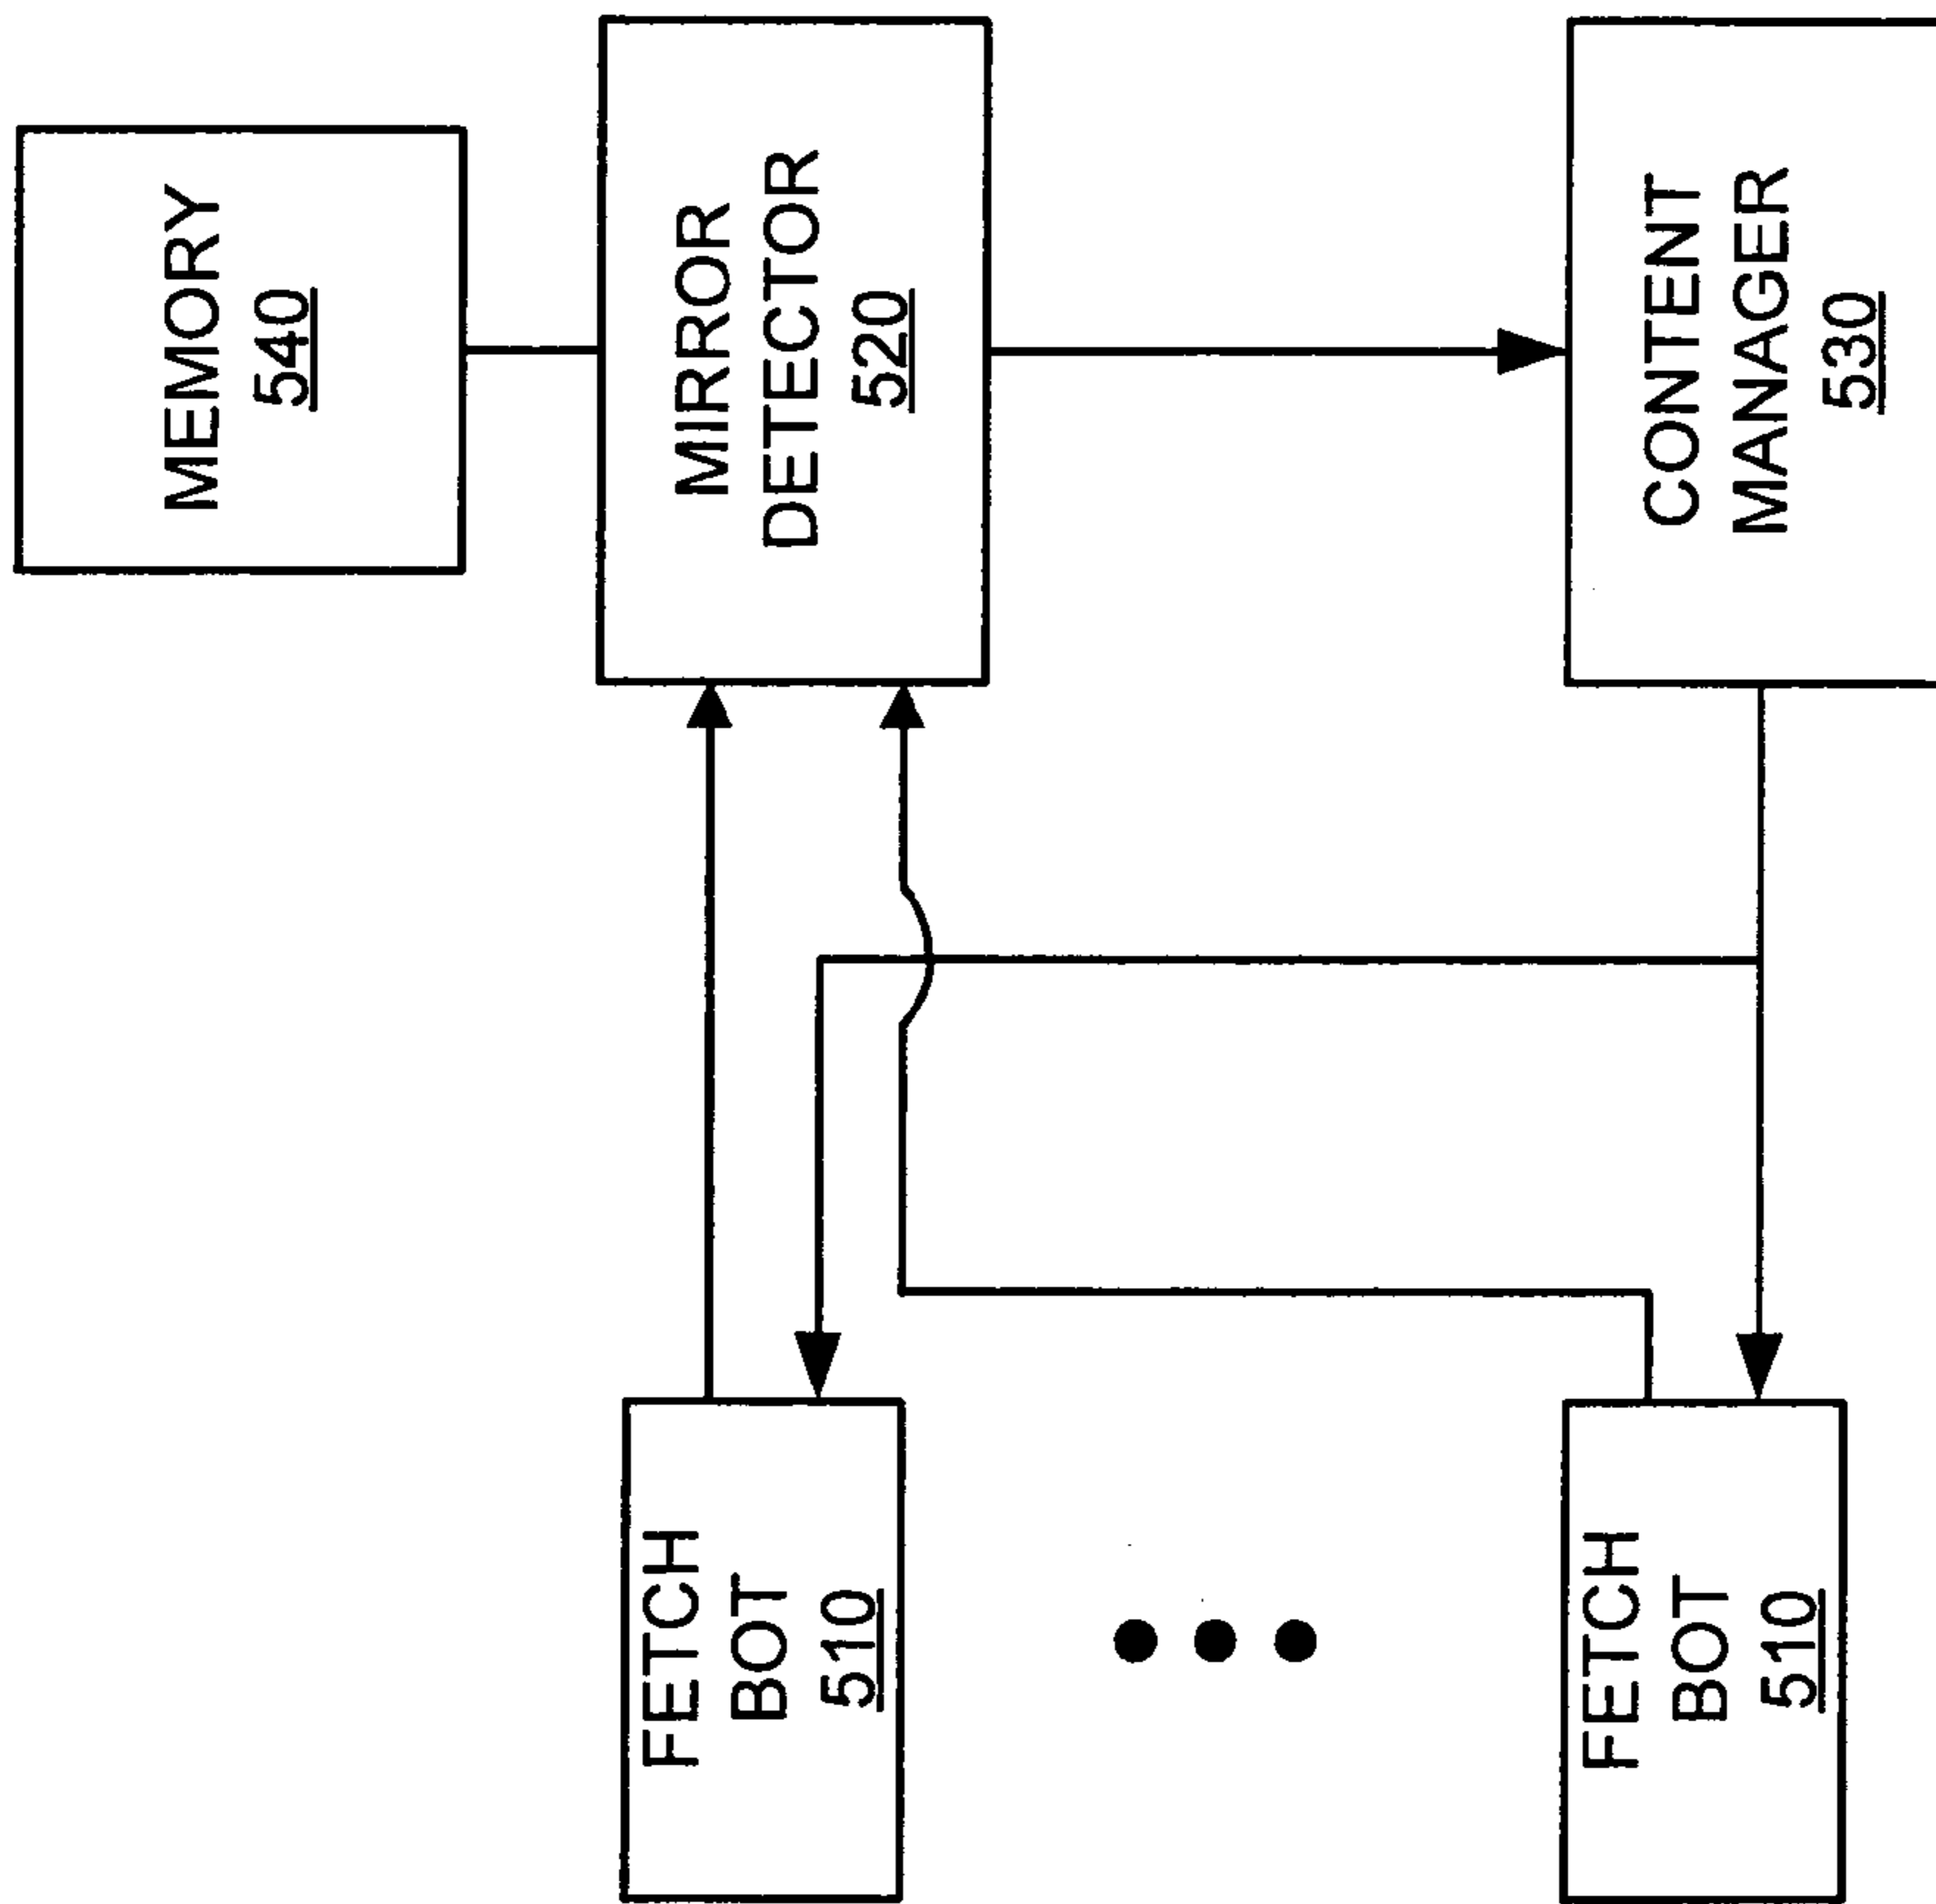 MEMORY
540
FETCH
BOT
510
MIRROR
DETECTOR
520
FETCH
BOT
510
CONTENT
MANAGER
530